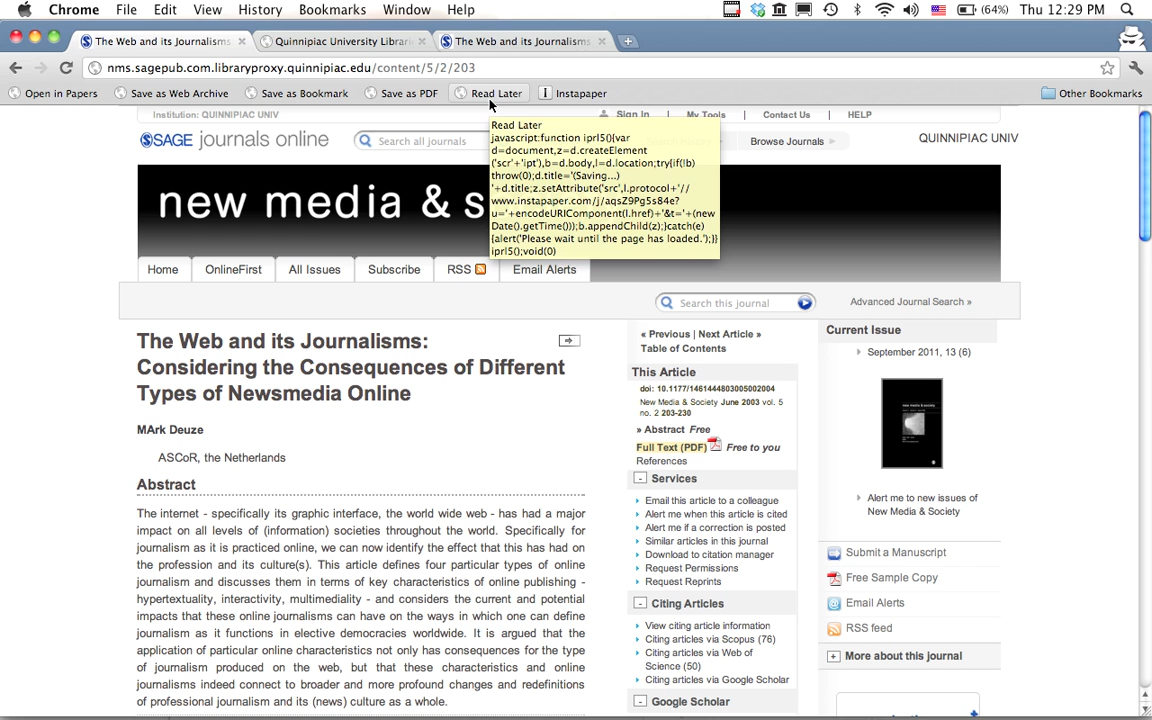 Chrome File Edit View History Bookmarks Window Help (64%) Thu 12:29 PM
The Web and its Journalisms Quinnipiac University Librar The Web and its Journalisms
nms.sagepub.com.libraryproxy.quinnipiac.edu/content/5/2/203
Open in Papers Save as Web Archive Save as Bookmark Save as PDF Read Later Instapaper Other Bookmarks
Institution: QUINNIPIAC UNIV Sign In My Tools Contact Us HELP
SAGE journals online Search all journals Browse Journals QUINNIPIAC UNIV
Read Later
javascript:function iprl5(){var
d=document,z=d.createElement
('scr'+'ipt'),b=d.body,l=d.location;try{if(!b)
throw(0);d.title='(Saving...)
'+d.title;z.setAttribute('src',l.protocol+'//
www.instapaper.com/j/aqsZ9Pg5s84e?
u='+encodeURIComponent(l.href)+'&t='+(new
Date().getTime()));b.appendChild(z);}catch(e)
{alert('Please wait until the page has loaded.');}}
iprl5();void(0)
new media & s
Home OnlineFirst All Issues Subscribe RSS Email Alerts
Search this journal Advanced Journal Search »
The Web and its Journalisms:
Considering the Consequences of Different
Types of Newsmedia Online
MArk Deuze
ASCoR, the Netherlands
Abstract
The internet - specifically its graphic interface, the world wide web - has had a major
impact on all levels of (information) societies throughout the world. Specifically for
journalism as it is practiced online, we can now identify the effect that this has had on
the profession and its culture(s). This article defines four particular types of online
journalism and discusses them in terms of key characteristics of online publishing -
hypertextuality, interactivity, multimediality - and considers the current and potential
impacts that these online journalisms can have on the ways in which one can define
journalism as it functions in elective democracies worldwide. It is argued that the
application of particular online characteristics not only has consequences for the type
of journalism produced on the web, but that these characteristics and online
journalisms indeed connect to broader and more profound changes and redefinitions
of professional journalism and its (news) culture as a whole.
« Previous | Next Article »
Table of Contents
This Article
doi: 10.1177/1461444803005002004
New Media & Society June 2003 vol. 5
no. 2 203-230
» Abstract Free
Full Text (PDF) Free to you
References
Services
Email this article to a colleague
Alert me when this article is cited
Alert me if a correction is posted
Similar articles in this journal
Download to citation manager
Request Permissions
Request Reprints
Citing Articles
View citing article information
Citing articles via Scopus (76)
Citing articles via Web of
Science (50)
Citing articles via Google Scholar
Google Scholar
Current Issue
September 2011, 13 (6)
Alert me to new issues of
New Media & Society
Submit a Manuscript
Free Sample Copy
Email Alerts
RSS feed
More about this journal